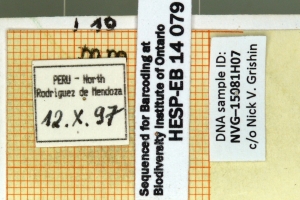 PERU - North
Rodriguez de Mendoza
12.X.97
Sequenced for Barcoding at
Biodiversity Institute of Ontario
HESP-EB 14 079
DNA sample ID:
NVG-15081H07
c/o Nick V. Grishin